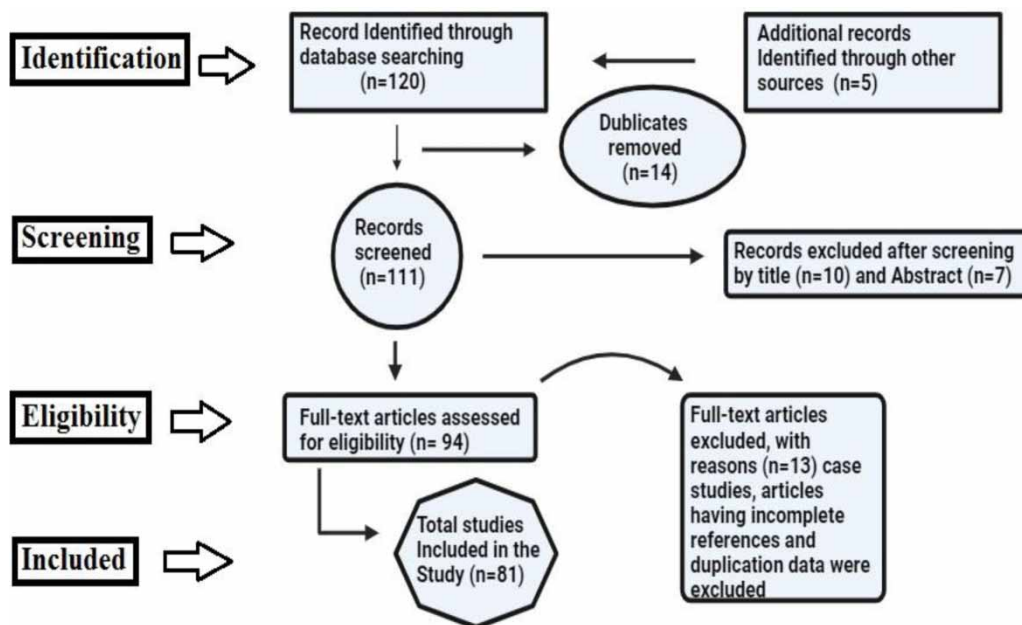 Identification
Record Identified through
database searching
(n=120)
Additional records
Identified through other
sources (n=5)
Dublicates
removed
(n=14)
Screening
Records
screened
(n=111)
Records excluded after screening
by title (n=10) and Abstract (n=7)
Eligibility
Full-text articles assessed
for eligibility (n= 94)
Full-text articles
excluded, with
reasons (n=13) case
studies, articles
having incomplete
references and
duplication data were
excluded
Included
Total studies
Included in the
Study (n=81)